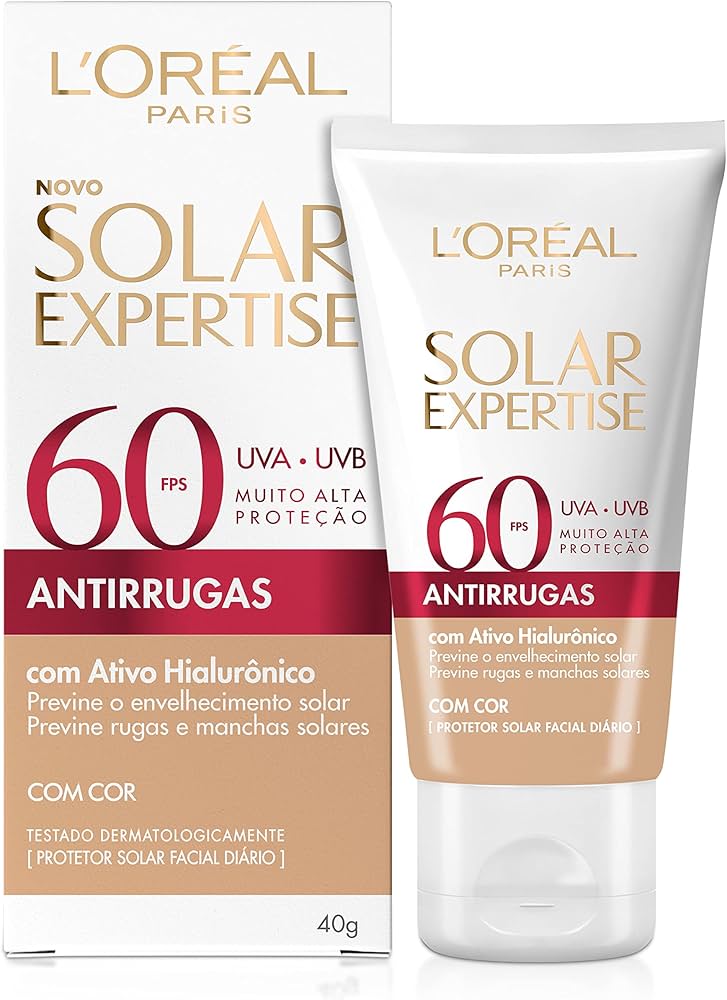 L'ORÉAL
PARIS
NOVO
SOLAR
EXPERTISE
60
FPS
UVA • UVB
MUITO ALTA
PROTEÇÃO
ANTIRRUGAS
com Ativo Hialurônico
Previne o envelhecimento solar
Previne rugas e manchas solares
COM COR
TESTADO DERMATOLOGICAMENTE
[ PROTETOR SOLAR FACIAL DIÁRIO ]
40g
L'ORÉAL
PARIS
SOLAR
EXPERTISE
60
FPS
UVA • UVB
MUITO ALTA
PROTEÇÃO
ANTIRRUGAS
com Ativo Hialurônico
Previne o envelhecimento solar
Previne rugas e manchas solares
COM COR
[ PROTETOR SOLAR FACIAL DIÁRIO ]